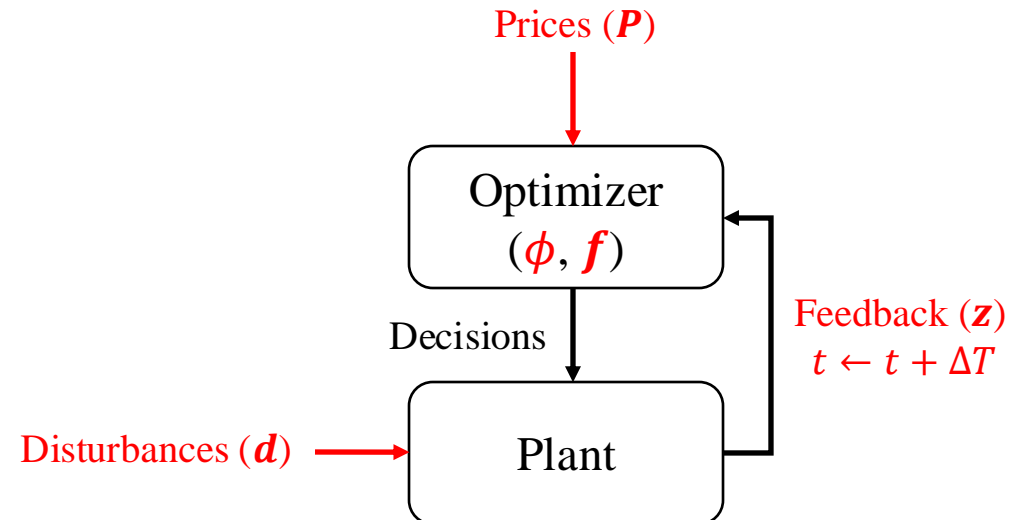 Prices (P)
Optimizer
(ϕ, f)
Decisions
Feedback (z)
t ← t + ΔT
Disturbances (d)
Plant